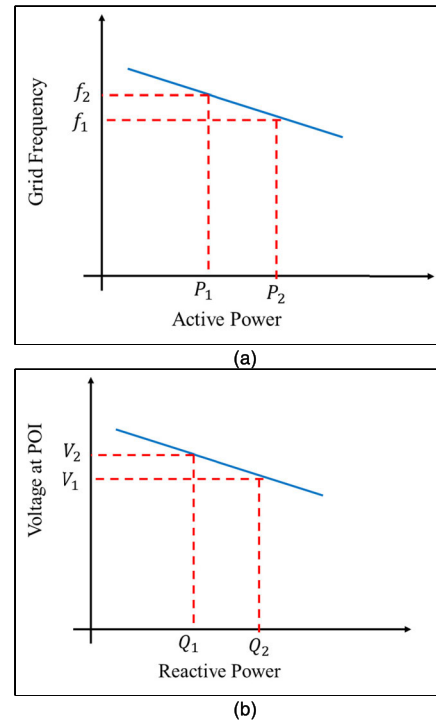 Grid Frequency
f₂
f₁
P₁ P₂
Active Power
(a)
Voltage at POI
V₂
V₁
Q₁ Q₂
Reactive Power
(b)